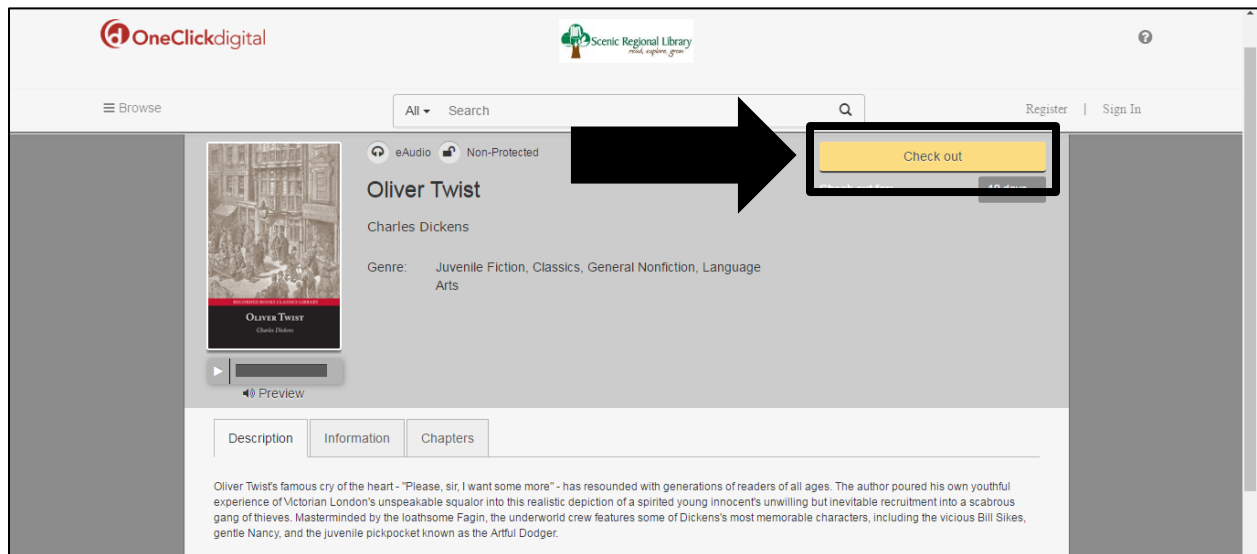 OneClickdigital
Scenic Regional Library
read, explore, grow
Browse
All Search
Register | Sign In
eAudio Non-Protected
Check out
Oliver Twist
Charles Dickens
Genre: Juvenile Fiction, Classics, General Nonfiction, Language
Arts
RECORDED BOOKS CLASSICS LIBRARY
OLIVER TWIST
Charles Dickens
Preview
Description Information Chapters
Oliver Twist's famous cry of the heart - "Please, sir, I want some more" - has resounded with generations of readers of all ages. The author poured his own youthful
experience of Victorian London's unspeakable squalor into this realistic depiction of a spirited young innocent's unwilling but inevitable recruitment into a scabrous
gang of thieves. Masterminded by the loathsome Fagin, the underworld crew features some of Dickens's most memorable characters, including the vicious Bill Sikes,
gentle Nancy, and the juvenile pickpocket known as the Artful Dodger.